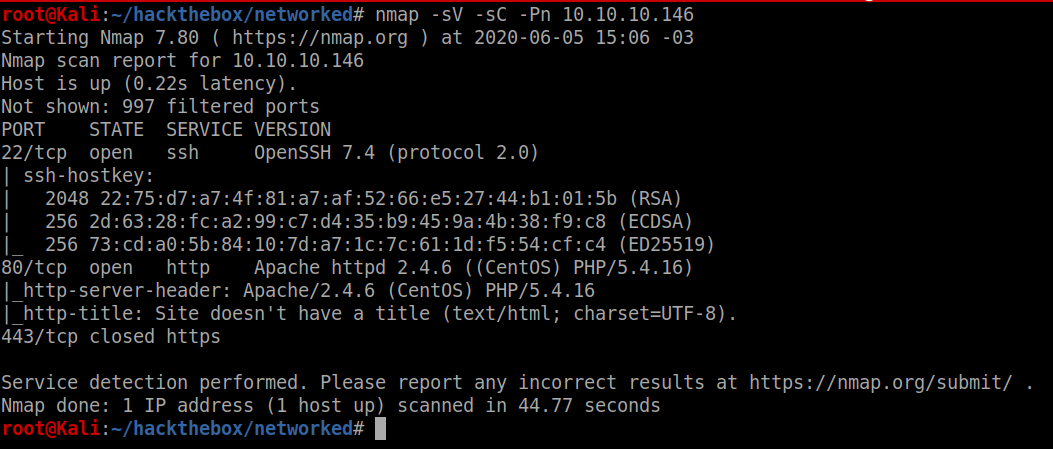 root@Kali:~/hackthebox/networked# nmap -sV -sC -Pn 10.10.10.146
Starting Nmap 7.80 ( https://nmap.org ) at 2020-06-05 15:06 -03
Nmap scan report for 10.10.10.146
Host is up (0.22s latency).
Not shown: 997 filtered ports
PORT    STATE  SERVICE VERSION
22/tcp  open   ssh     OpenSSH 7.4 (protocol 2.0)
| ssh-hostkey:
|   2048 22:75:d7:a7:4f:81:a7:af:52:66:e5:27:44:b1:01:5b (RSA)
|   256 2d:63:28:fc:a2:99:c7:d4:35:b9:45:9a:4b:38:f9:c8 (ECDSA)
|_  256 73:cd:a0:5b:84:10:7d:a7:1c:7c:61:1d:f5:54:cf:c4 (ED25519)
80/tcp  open   http    Apache httpd 2.4.6 ((CentOS) PHP/5.4.16)
|_http-server-header: Apache/2.4.6 (CentOS) PHP/5.4.16
|_http-title: Site doesn't have a title (text/html; charset=UTF-8).
443/tcp closed https
Service detection performed. Please report any incorrect results at https://nmap.org/submit/ .
Nmap done: 1 IP address (1 host up) scanned in 44.77 seconds
root@Kali:~/hackthebox/networked#